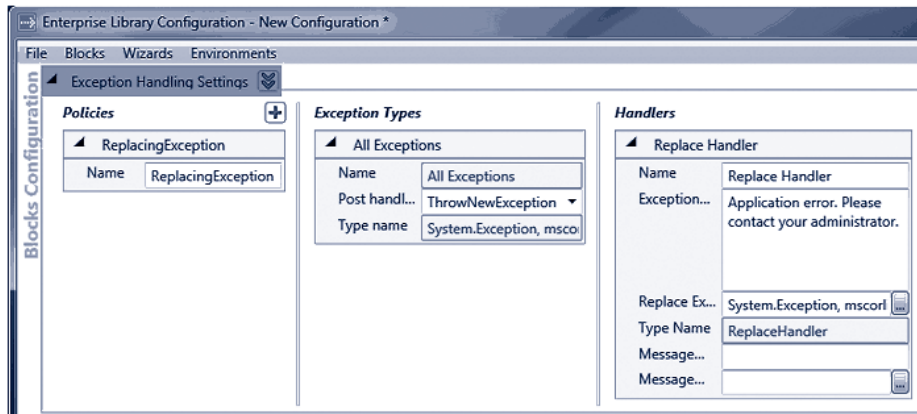 Enterprise Library Configuration - New Configuration *
File Blocks Wizards Environments
Blocks Configuration
Exception Handling Settings
Policies
ReplacingException
Name ReplacingException
Exception Types
All Exceptions
Name All Exceptions
Post handl... ThrowNewException
Type name System.Exception, msco
Handlers
Replace Handler
Name Replace Handler
Exception... Application error. Please
contact your administrator.
Replace Ex... System.Exception, mscorl
Type Name ReplaceHandler
Message...
Message...